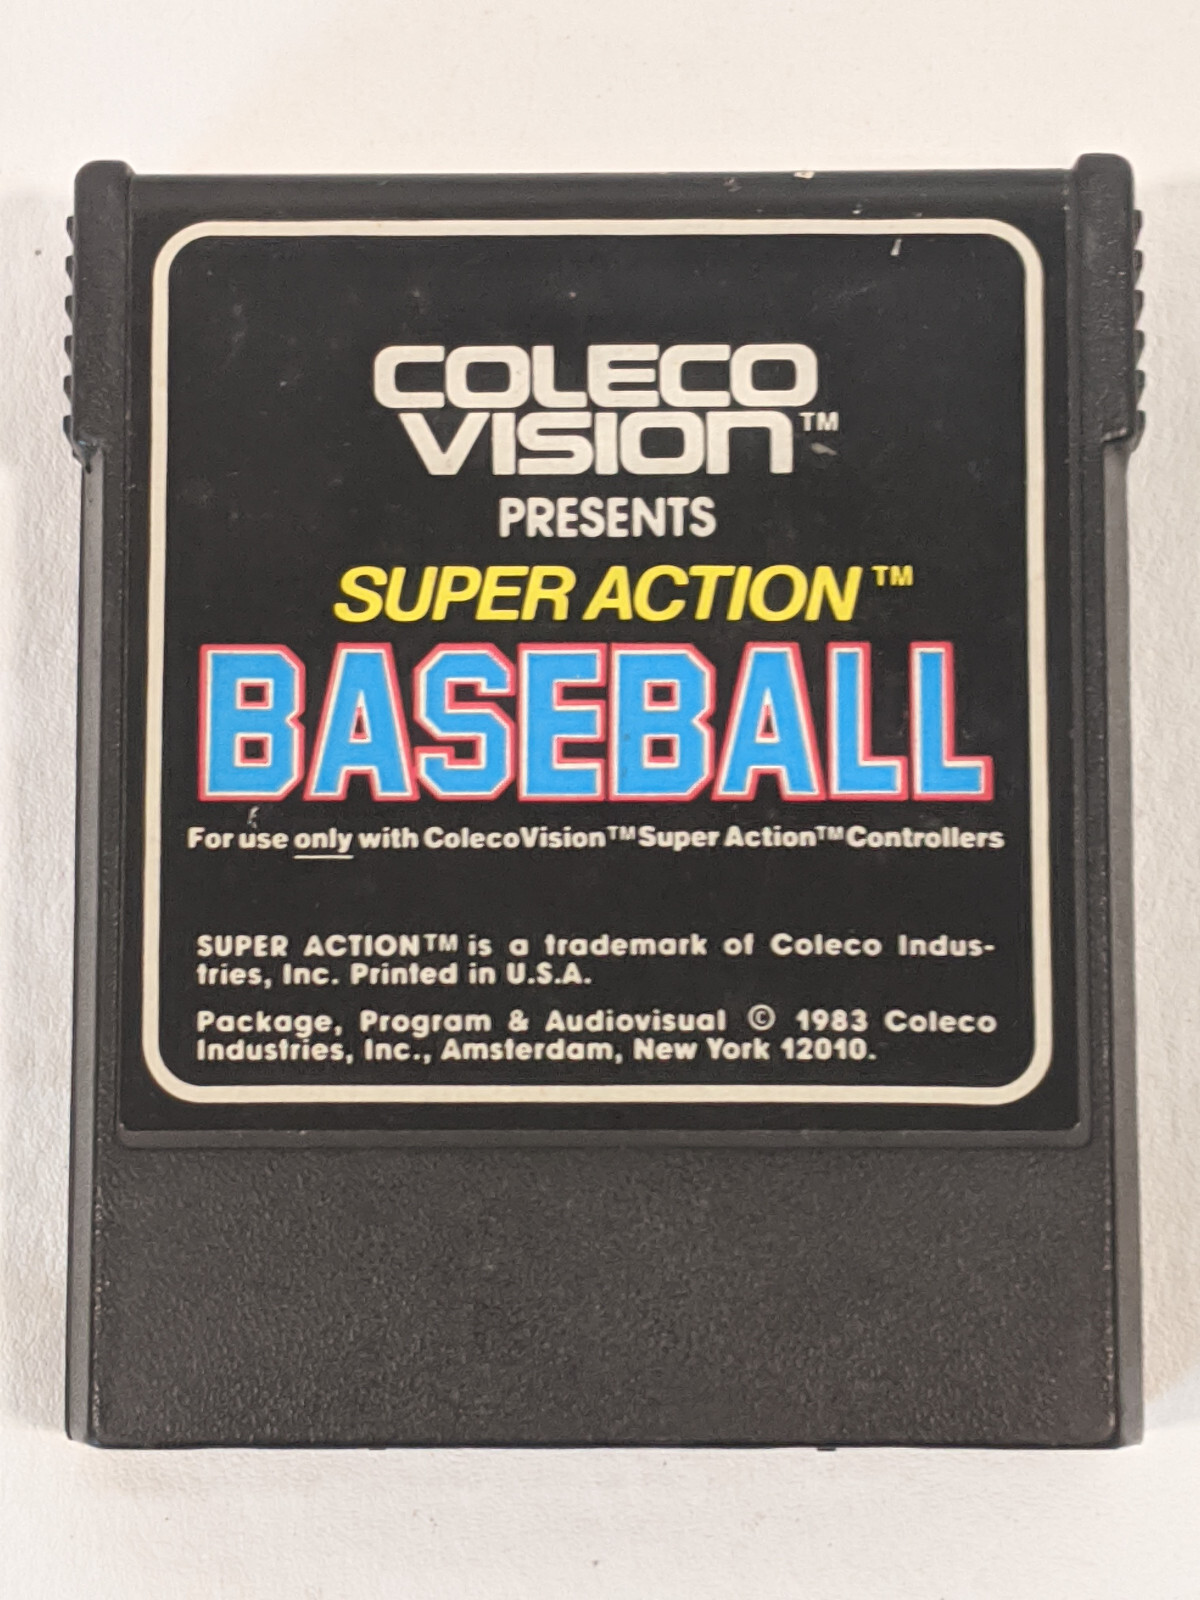 COLECO
VISION™
PRESENTS
SUPER ACTION™
BASEBALL
For use only with ColecoVision™ Super Action™ Controllers
SUPER ACTION™ is a trademark of Coleco Indus-
tries, Inc. Printed in U.S.A.
Package, Program & Audiovisual © 1983 Coleco
Industries, Inc., Amsterdam, New York 12010.